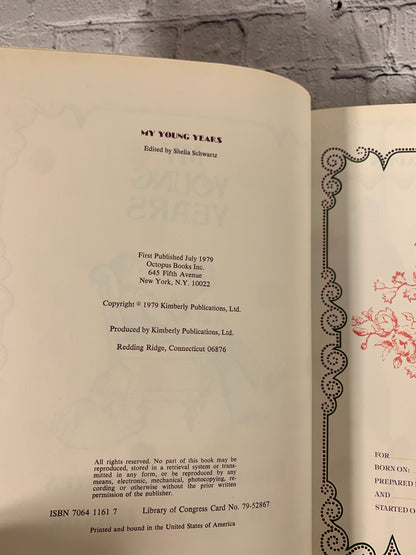 MY YOUNG YEARS
Edited by Shelia Schwartz
YOUNG
YEARS
First Published July 1979
Octopus Books Inc.
645 Fifth Avenue
New York, N.Y. 10022
Copyright © 1979 Kimberly Publications, Ltd.
Produced by Kimberly Publications, Ltd.
Redding Ridge, Connecticut 06876
All rights reserved. No part of this book may be
reproduced, stored in a retrieval system or trans-
mitted in any form, or be reproduced by any
means, electronic, mechanical, photocopying, re-
cording or otherwise without the prior written
permission of the publisher.
ISBN 7064 1161 7 Library of Congress Card No. 79-52867
Printed and bound in the United States of America
FOR
BORN ON:
PREPARED
AND
STARTED O